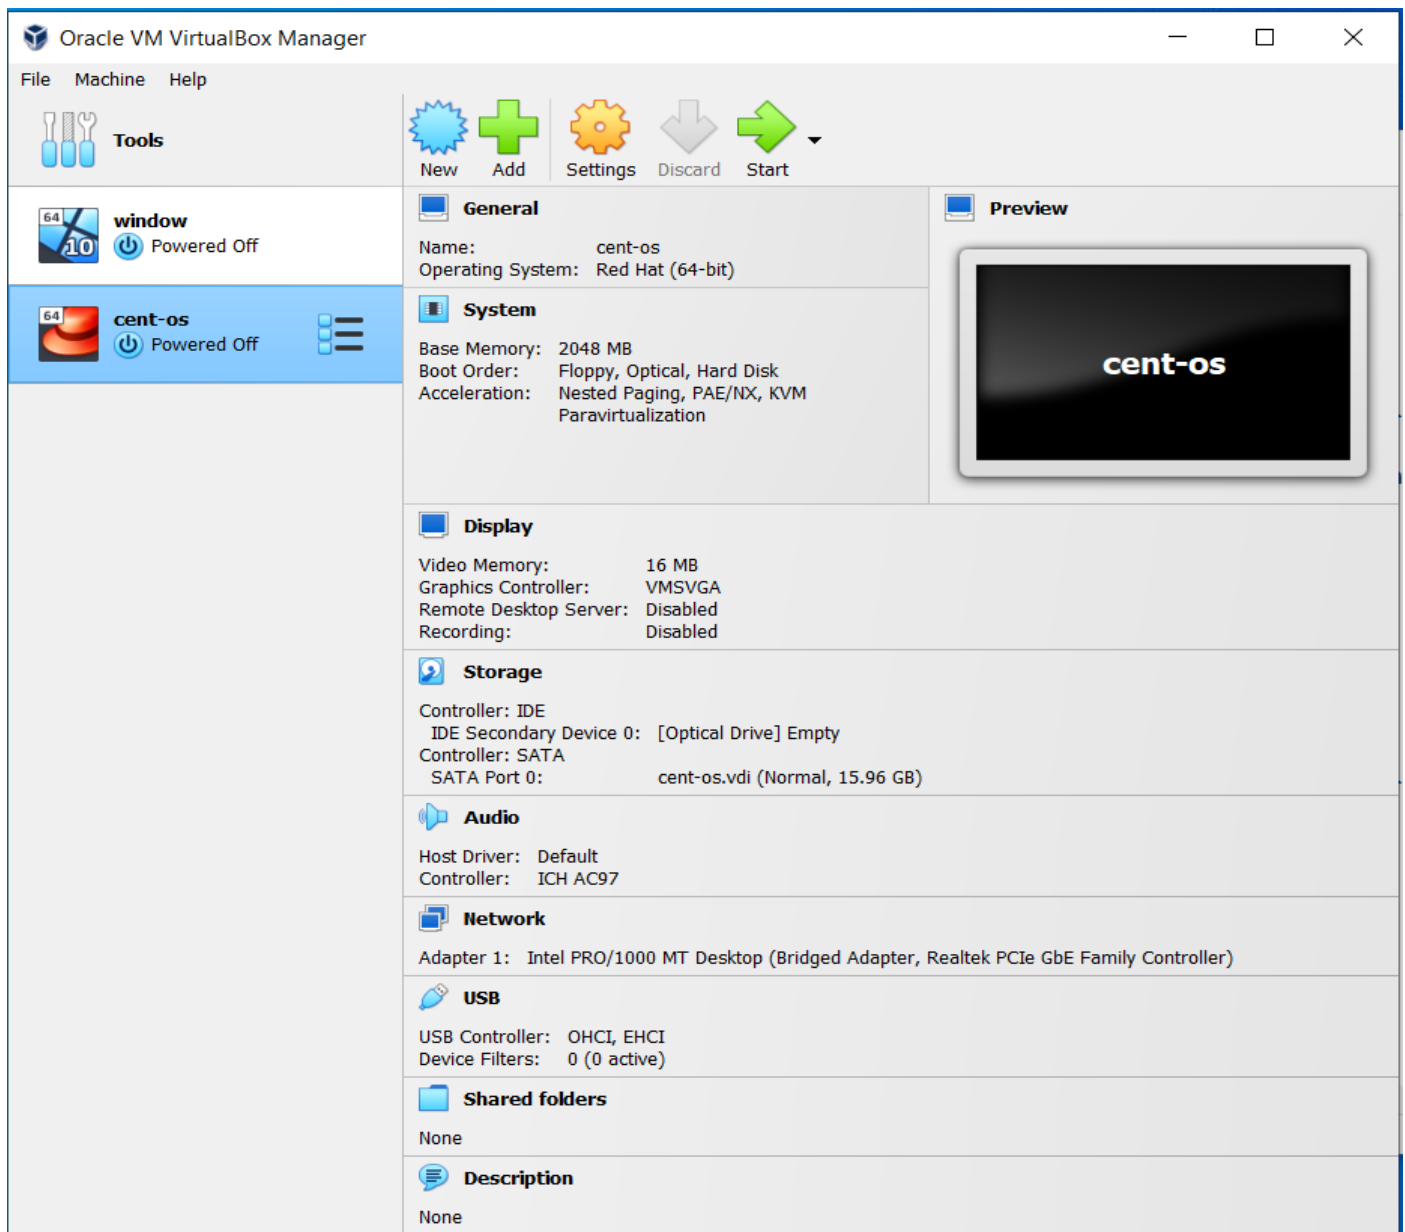 Oracle VM VirtualBox Manager
File Machine Help
Tools
New Add Settings Discard Start
64
10
window
Powered Off
64
cent-os
Powered Off
General
Name: cent-os
Operating System: Red Hat (64-bit)
Preview
cent-os
System
Base Memory: 2048 MB
Boot Order: Floppy, Optical, Hard Disk
Acceleration: Nested Paging, PAE/NX, KVM
Paravirtualization
Display
Video Memory: 16 MB
Graphics Controller: VMSVGA
Remote Desktop Server: Disabled
Recording: Disabled
Storage
Controller: IDE
IDE Secondary Device 0: [Optical Drive] Empty
Controller: SATA
SATA Port 0: cent-os.vdi (Normal, 15.96 GB)
Audio
Host Driver: Default
Controller: ICH AC97
Network
Adapter 1: Intel PRO/1000 MT Desktop (Bridged Adapter, Realtek PCIe GbE Family Controller)
USB
USB Controller: OHCI, EHCI
Device Filters: 0 (0 active)
Shared folders
None
Description
None